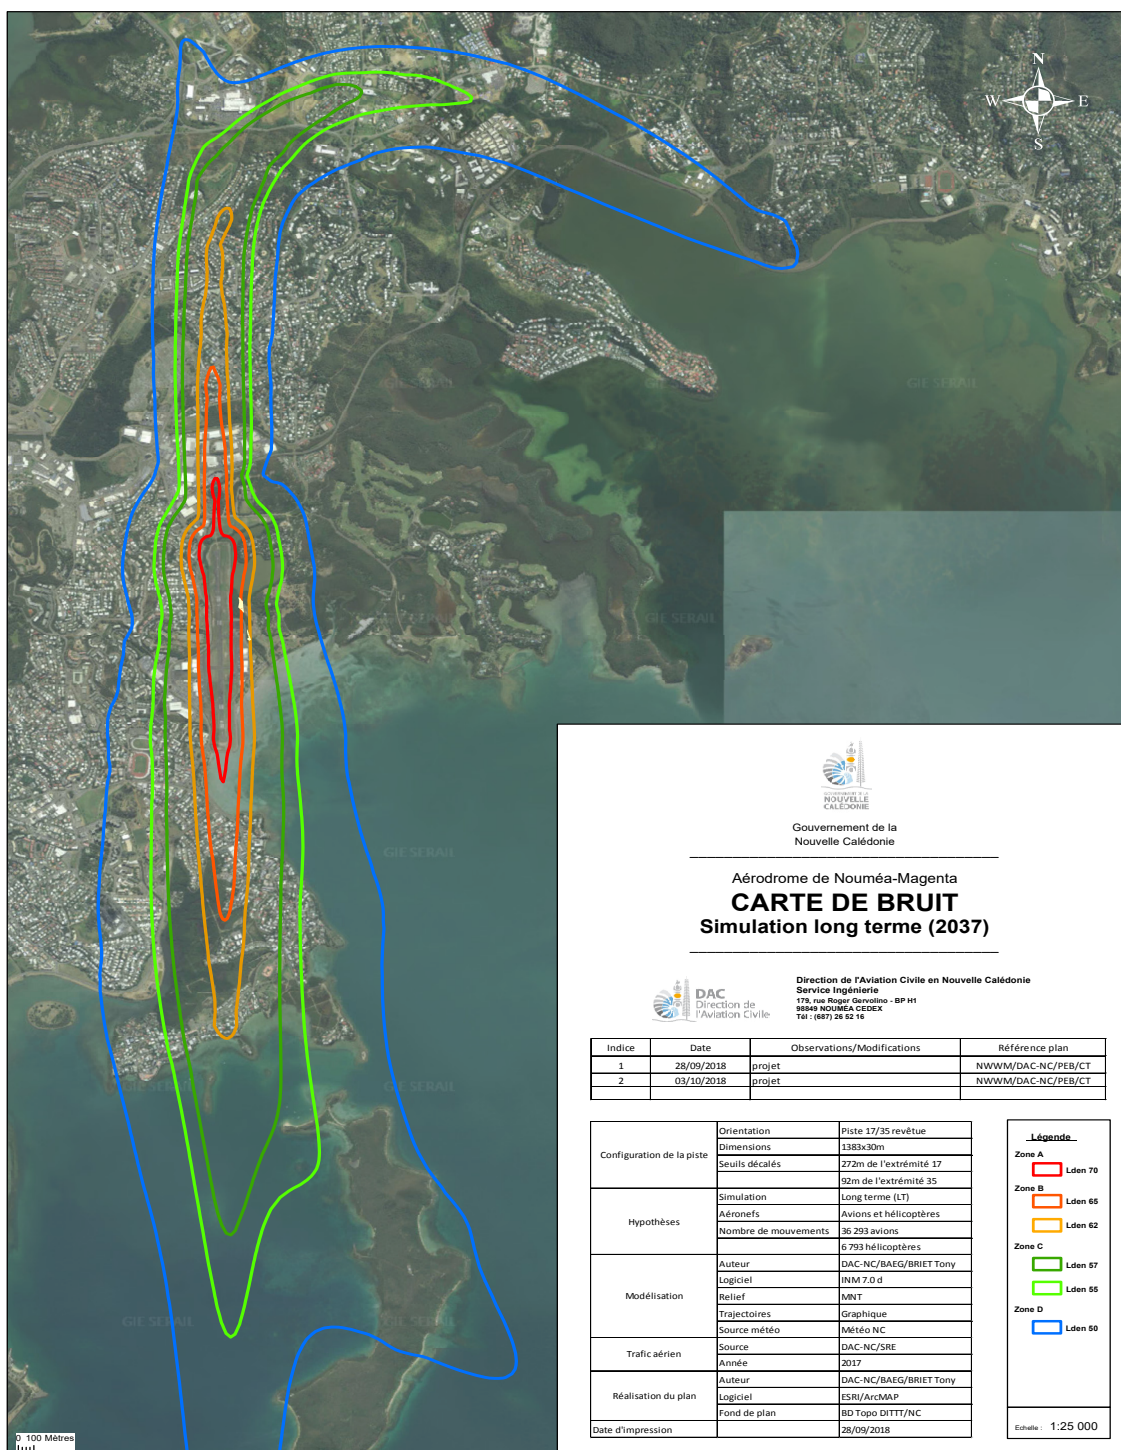 N
W E
S
GIE SERAIL
GIE SERAIL
GIE SERAIL
GIE SERAIL
GIE SERAIL
GIE SERAIL
GIE SERAIL
GIE SERAIL
GIE SERAIL
GIE SERAIL
0 100 Mètres
GOUVERNEMENT DE LA
NOUVELLE
CALÉDONIE
Gouvernement de la
Nouvelle Calédonie
Aérodrome de Nouméa-Magenta
CARTE DE BRUIT
Simulation long terme (2037)
DAC
Direction de
l'Aviation Civile
Direction de l'Aviation Civile en Nouvelle Calédonie
Service Ingénierie
179, rue Roger Gervolino - BP H1
98849 NOUMÉA CEDEX
Tél : (687) 26 52 16
Indice Date Observations/Modifications Référence plan
1 28/09/2018 projet NWWM/DAC-NC/PEB/CT
2 03/10/2018 projet NWWM/DAC-NC/PEB/CT
Configuration de la piste
Orientation Piste 17/35 revêtue
Dimensions 1383x30m
Seuils décalés 272m de l'extrémité 17
92m de l'extrémité 35
Hypothèses
Simulation Long terme (LT)
Aéronefs Avions et hélicoptères
Nombre de mouvements 36 293 avions
6 793 hélicoptères
Modélisation
Auteur DAC-NC/BAEG/BRIET Tony
Logiciel INM 7.0 d
Relief MNT
Trajectoires Graphique
Source météo Météo NC
Trafic aérien
Source DAC-NC/SRE
Année 2017
Réalisation du plan
Auteur DAC-NC/BAEG/BRIET Tony
Logiciel ESRI/ArcMAP
Fond de plan BD Topo DITTT/NC
Date d'impression 28/09/2018
Légende
Zone A
Lden 70
Zone B
Lden 65
Lden 62
Zone C
Lden 57
Lden 55
Zone D
Lden 50
Echelle : 1:25 000